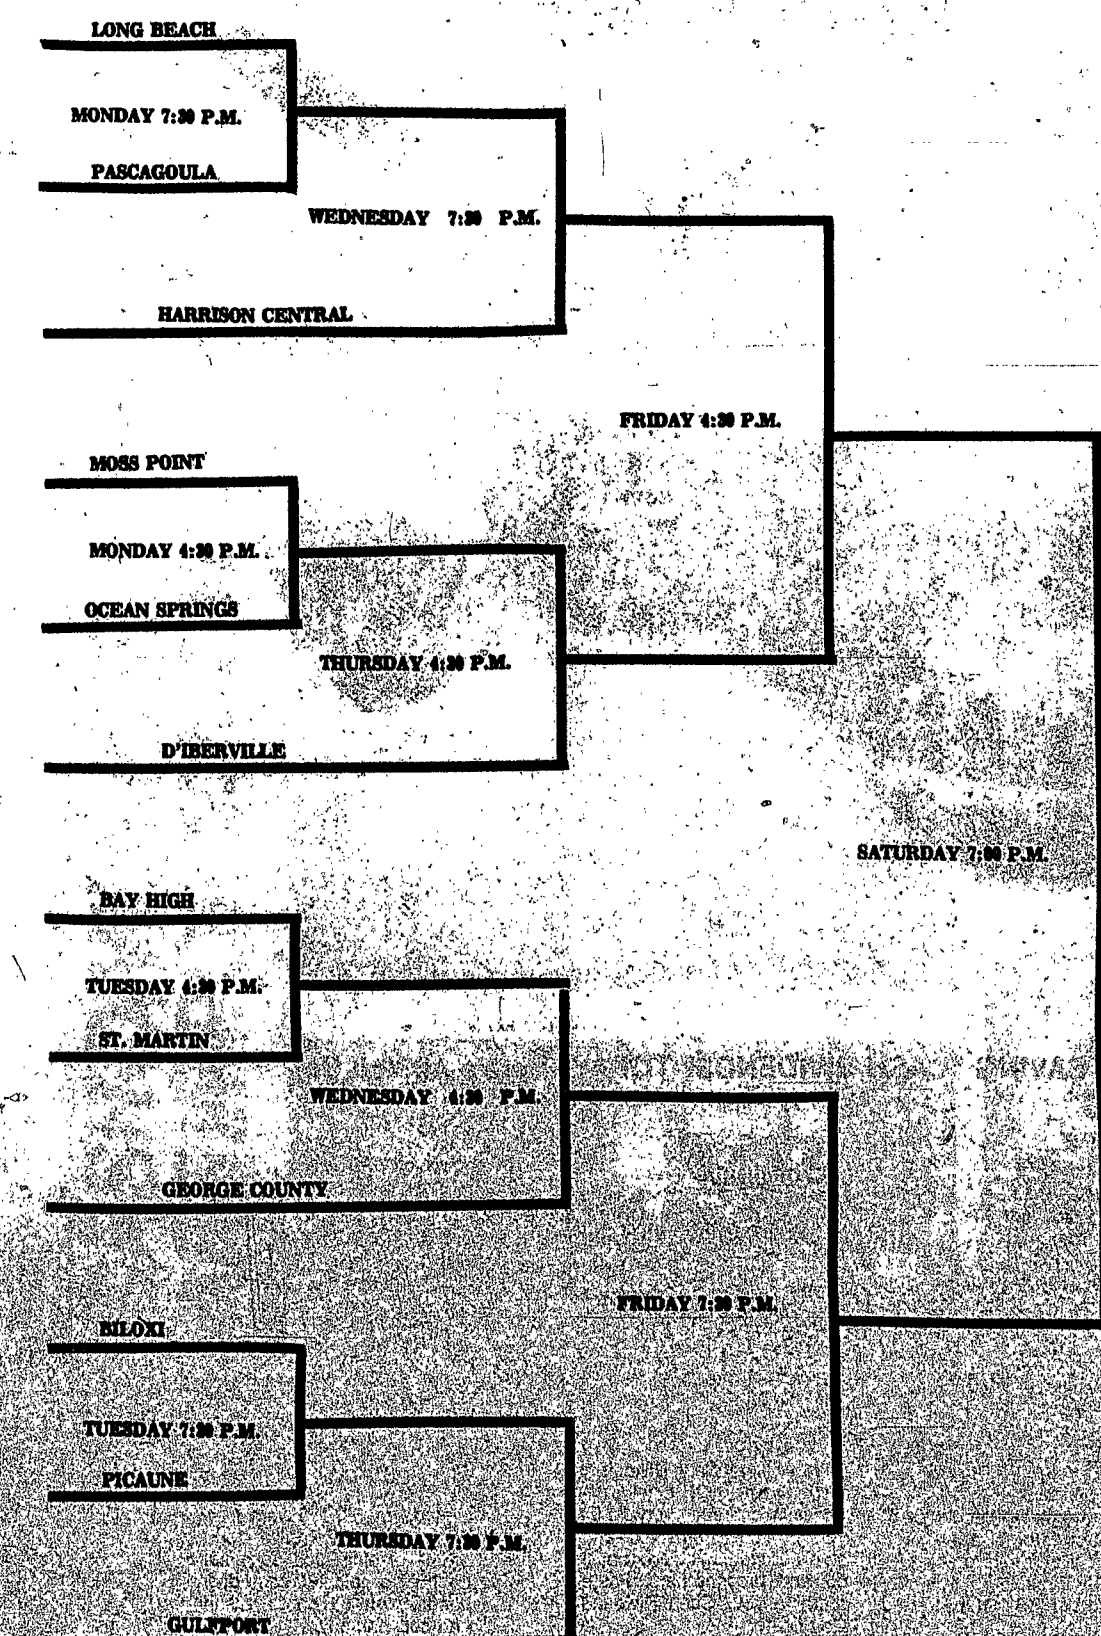 LONG BEACH
MONDAY 7:30 P.M.
PASCAGOULA
WEDNESDAY 7:30 P.M.
HARRISON CENTRAL
FRIDAY 4:30 P.M.
MOSS POINT
MONDAY 4:30 P.M.
OCEAN SPRINGS
THURSDAY 4:30 P.M.
D'IBERVILLE
SATURDAY 7:00 P.M.
BAY HIGH
TUESDAY 4:30 P.M.
ST. MARTIN
WEDNESDAY 4:30 P.M.
GEORGE COUNTY
FRIDAY 7:30 P.M.
BILOXI
TUESDAY 7:30 P.M.
PICAUNE
THURSDAY 7:30 P.M.
GULFPORT